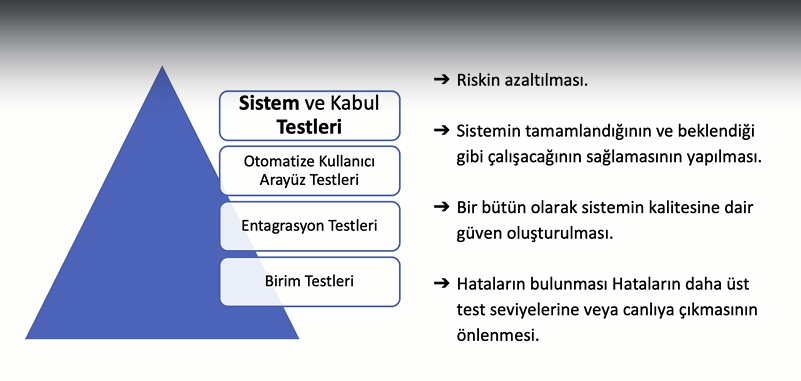 Sistem ve Kabul
Testleri
Otomatize Kullanıcı
Arayüz Testleri
Entagrasyon Testleri
Birim Testleri
➔ Riskin azaltılması.
➔ Sistemin tamamlandığının ve beklendiği
gibi çalışacağının sağlamasının yapılması.
➔ Bir bütün olarak sistemin kalitesine dair
güven oluşturulması.
➔ Hataların bulunması Hataların daha üst
test seviyelerine veya canlıya çıkmasının
önlenmesi.